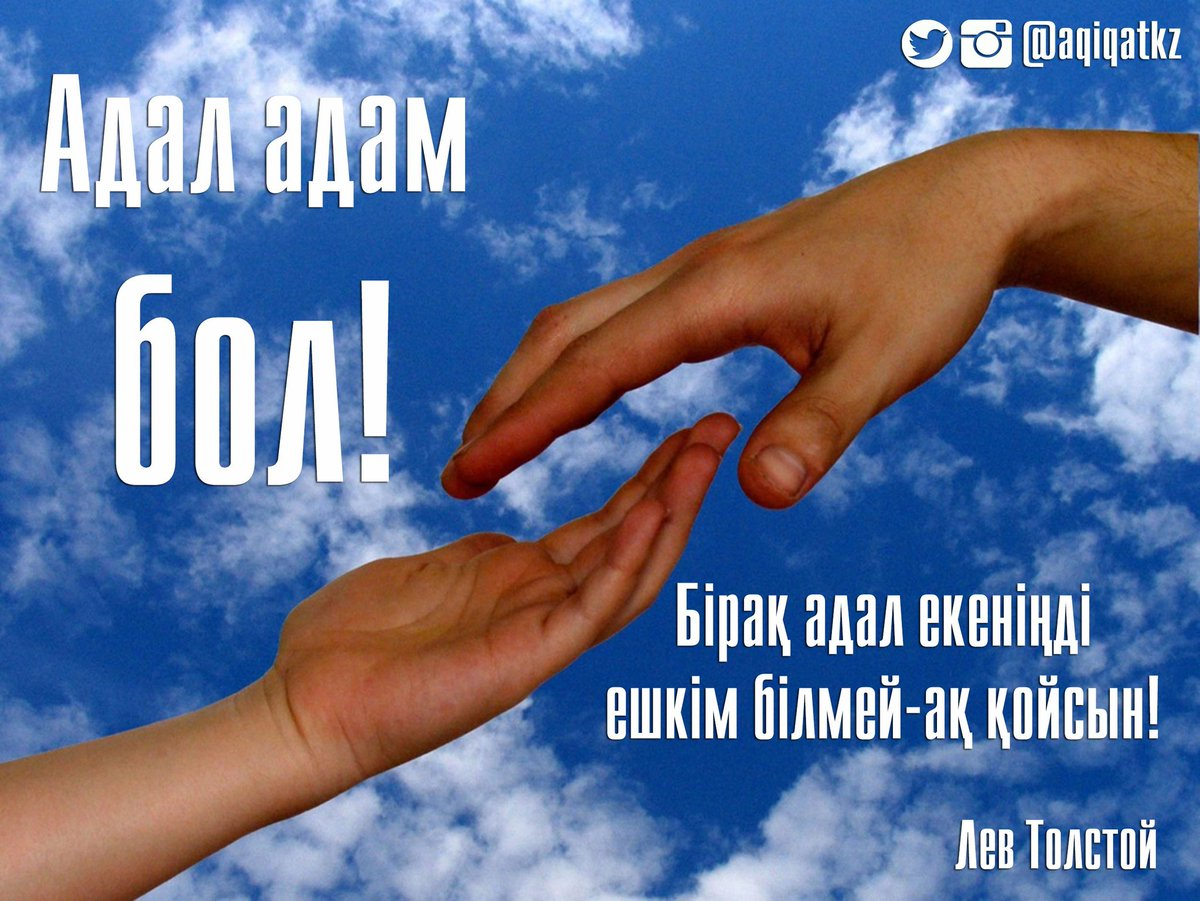 @aqiqatkz
Адал адам
бол!
Бірақ адал екеніңді
ешкім білмей-ақ қойсын!
Лев Толстой